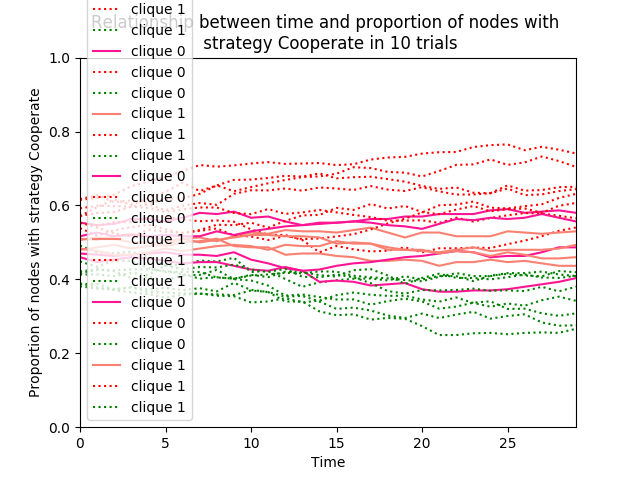 Relationship between time and proportion of nodes with
strategy Cooperate in 10 trials
clique 1
clique 1
clique 0
clique 0
clique 0
clique 1
clique 1
clique 1
clique 0
clique 0
clique 0
clique 1
clique 1
clique 1
clique 0
clique 0
clique 0
clique 1
clique 1
clique 1
Proportion of nodes with strategy Cooperate
1.0
0.8
0.6
0.4
0.2
0.0
0
5
10
15
20
25
Time